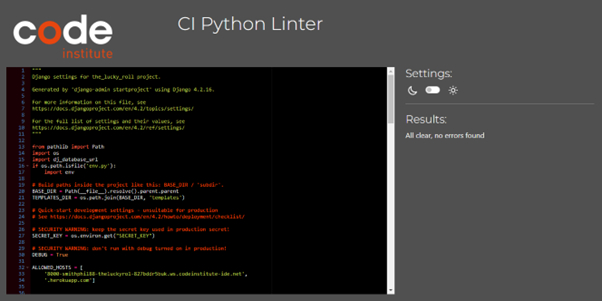 code
institute
CI Python Linter
Settings:
Results:
All clear, no errors found
1 """
2 Django settings for the_lucky_roll project.
3
4 Generated by 'django-admin startproject' using Django 4.2.16.
5
6 For more information on this file, see
7 https://docs.djangoproject.com/en/4.2/topics/settings/
8
9 For the full list of settings and their values, see
10 https://docs.djangoproject.com/en/4.2/ref/settings/
11 """
12
13 from pathlib import Path
14 import os
15 import dj_database_url
16 if os.path.isfile('env.py'):
17 import env
18
19 # Build paths inside the project like this: BASE_DIR / 'subdir'.
20 BASE_DIR = Path(__file__).resolve().parent.parent
21 TEMPLATES_DIR = os.path.join(BASE_DIR, 'templates')
22
23 # Quick-start development settings - unsuitable for production
24 # See https://docs.djangoproject.com/en/4.2/howto/deployment/checklist/
25
26 # SECURITY WARNING: keep the secret key used in production secret!
27 SECRET_KEY = os.environ.get("SECRET_KEY")
28
29 # SECURITY WARNING: don't run with debug turned on in production!
30 DEBUG = True
31
32 ALLOWED_HOSTS = [
33
34 '.herokuapp.com']
35